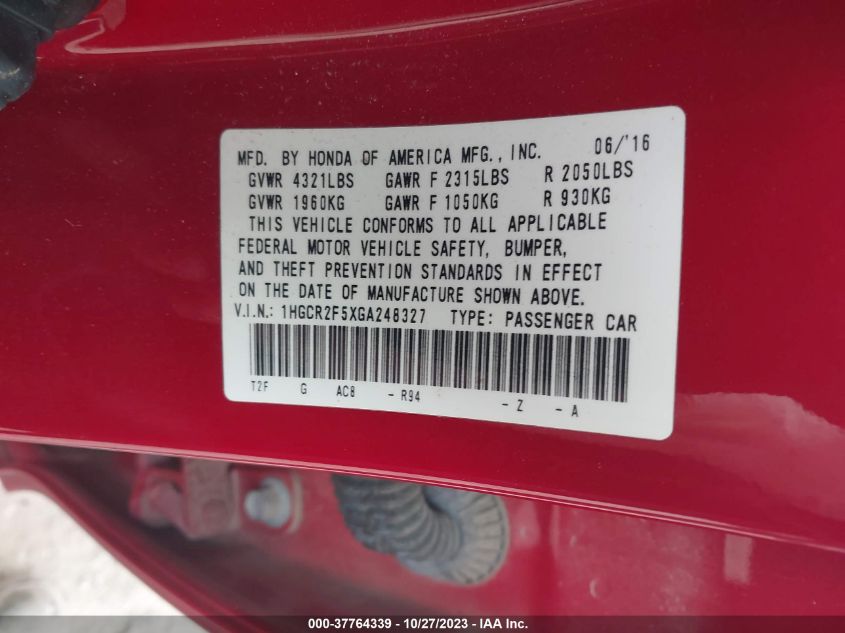 MFD. BY HONDA OF AMERICA MFG., INC. 06/'16
GVWR 4321LBS GAWR F 2315LBS R 2050LBS
GVWR 1960KG GAWR F 1050KG R 930KG
THIS VEHICLE CONFORMS TO ALL APPLICABLE
FEDERAL MOTOR VEHICLE SAFETY, BUMPER,
AND THEFT PREVENTION STANDARDS IN EFFECT
ON THE DATE OF MANUFACTURE SHOWN ABOVE.
V.I.N.: 1HGCR2F5XGA248327 TYPE: PASSENGER CAR
T2F G AC8 - R94 - Z - A
000-37764339 | 10/27/2023 - IAA Inc.